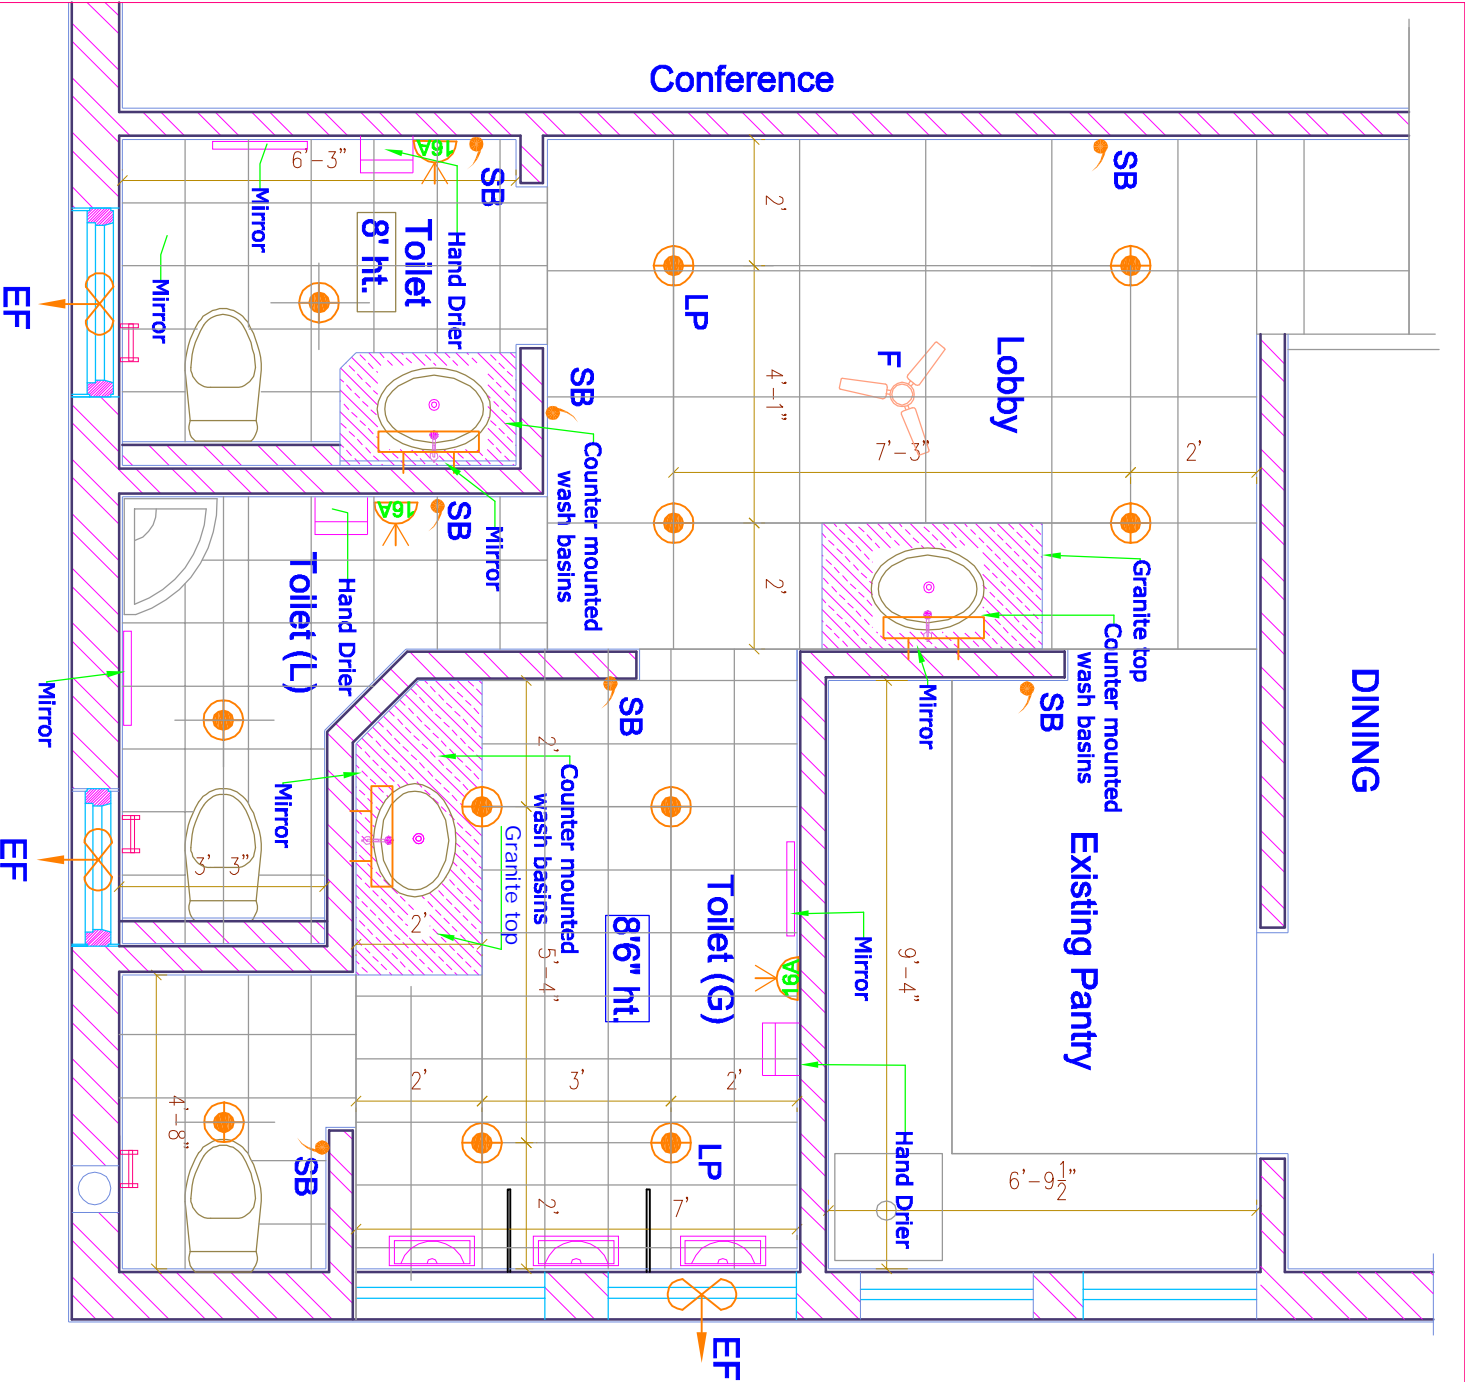 Conference
SB
6'-3"
16A
SB
Mirror
Hand Drier
Toilet
8' ht.
Mirror
EF
2'
LP
F
Lobby
4'-1"
7'-3"
2'
SB
Counter mounted
wash basins
Mirror
SB
16A
Toilet (L)
Hand Drier
Mirror
2'
Granite top
Counter mounted
wash basins
Mirror
SB
SB
DINING
Existing Pantry
2'
Counter mounted
wash basins
Granite top
Mirror
EF
3'-3"
2'
5'-4"
8'6" ht.
Toilet (G)
16A
Mirror
9'-4"
2'
3'
2'
4'-8"
SB
LP
Hand Drier
6'-9½"
2'
7'
EF